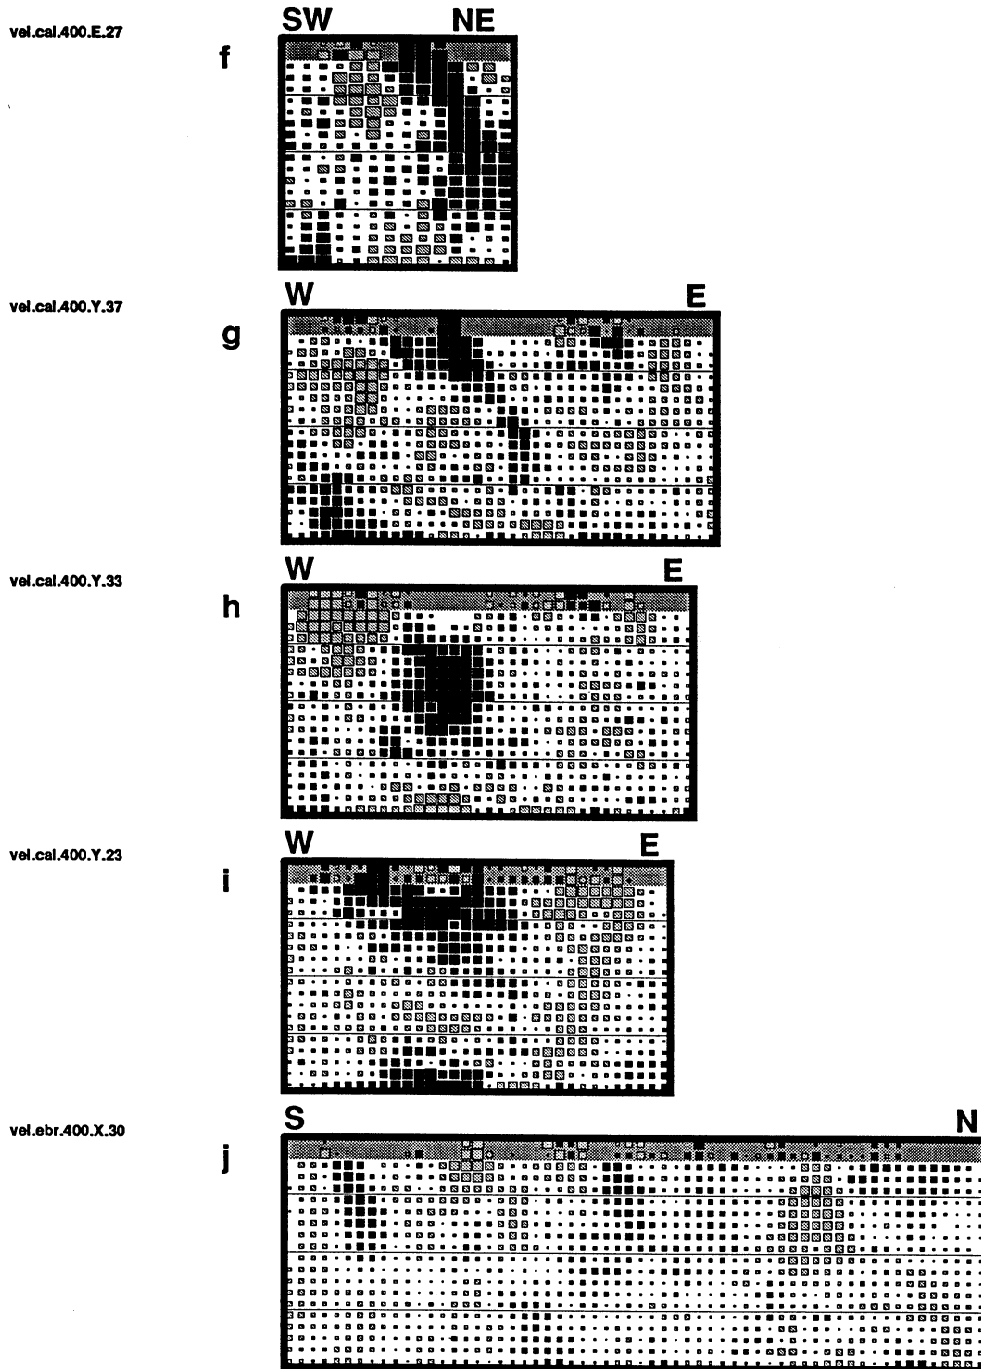 vel.cal.400.E.27
SW NE
f
vel.cal.400.Y.37
W E
g
vel.cal.400.Y.33
W E
h
vel.cal.400.Y.23
W E
i
vel.ebr.400.X.30
S N
j